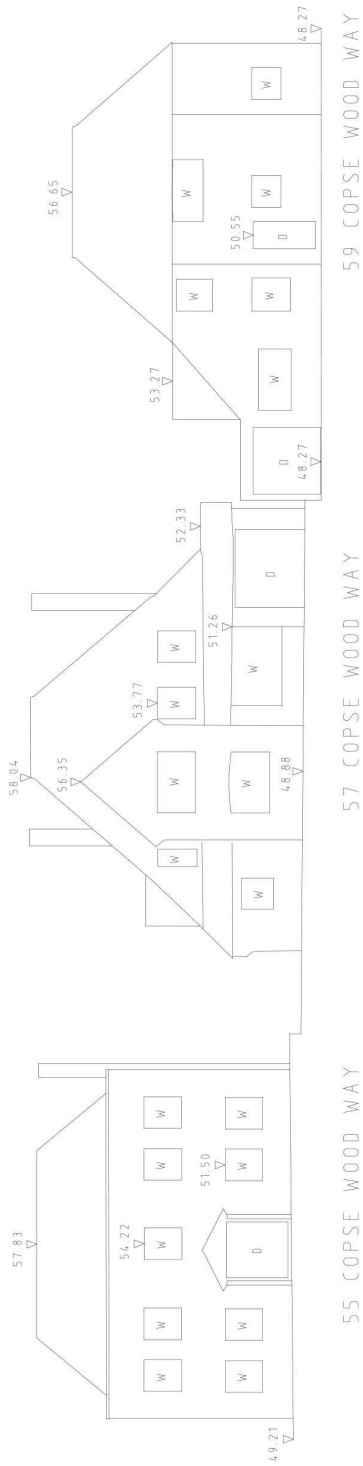 57.83
54.22
W W W W W
51.50
W W W W
D
49.21
55 COPSE WOOD WAY
58.04
56.35
53.77
52.33
W W W W
51.26
W W W D
48.88
57 COPSE WOOD WAY
56.65
53.27
W W
50.55
W W W W
D D
48.27 48.27
59 COPSE WOOD WAY